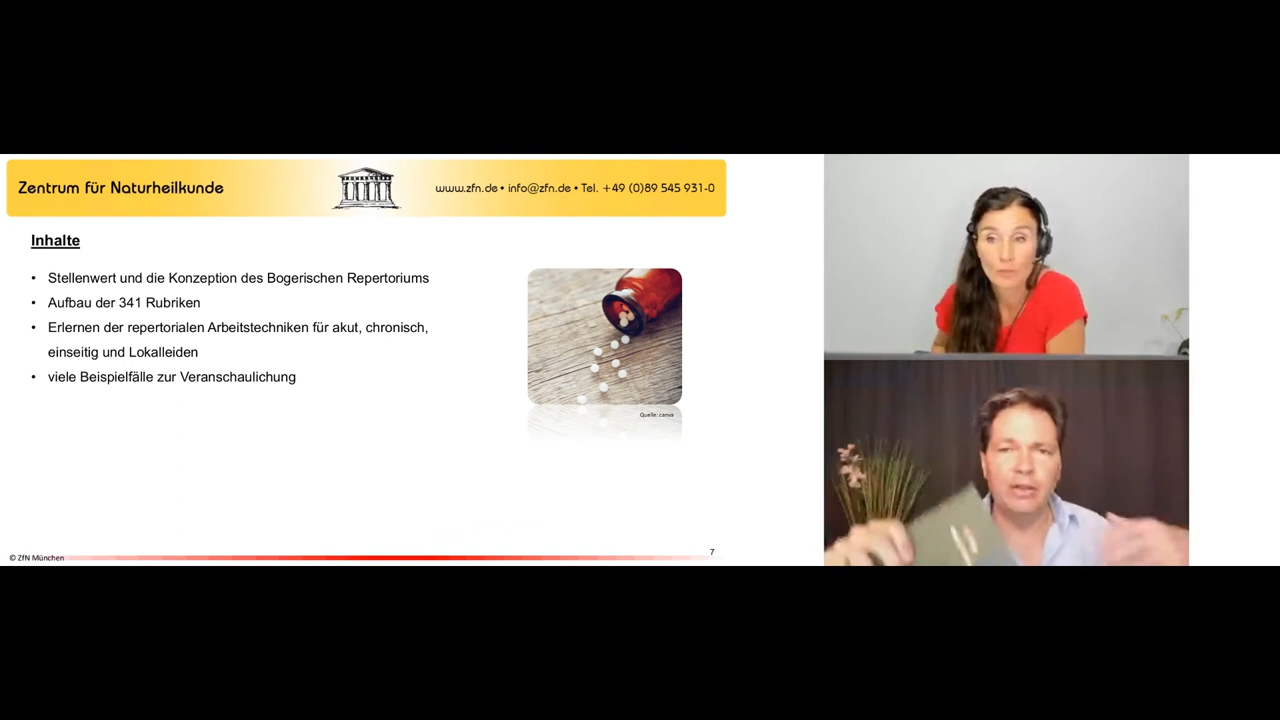 Zentrum für Naturheilkunde
www.zfn.de • info@zfn.de • Tel. +49 (0)89 545 931-0
Inhalte
• Stellenwert und die Konzeption des Bogerischen Repertoriums
• Aufbau der 341 Rubriken
• Erlernen der repertorialen Arbeitstechniken für akut, chronisch,
einseitig und Lokalleiden
• viele Beispielfälle zur Veranschaulichung
Quelle: canva
© ZfN München
7